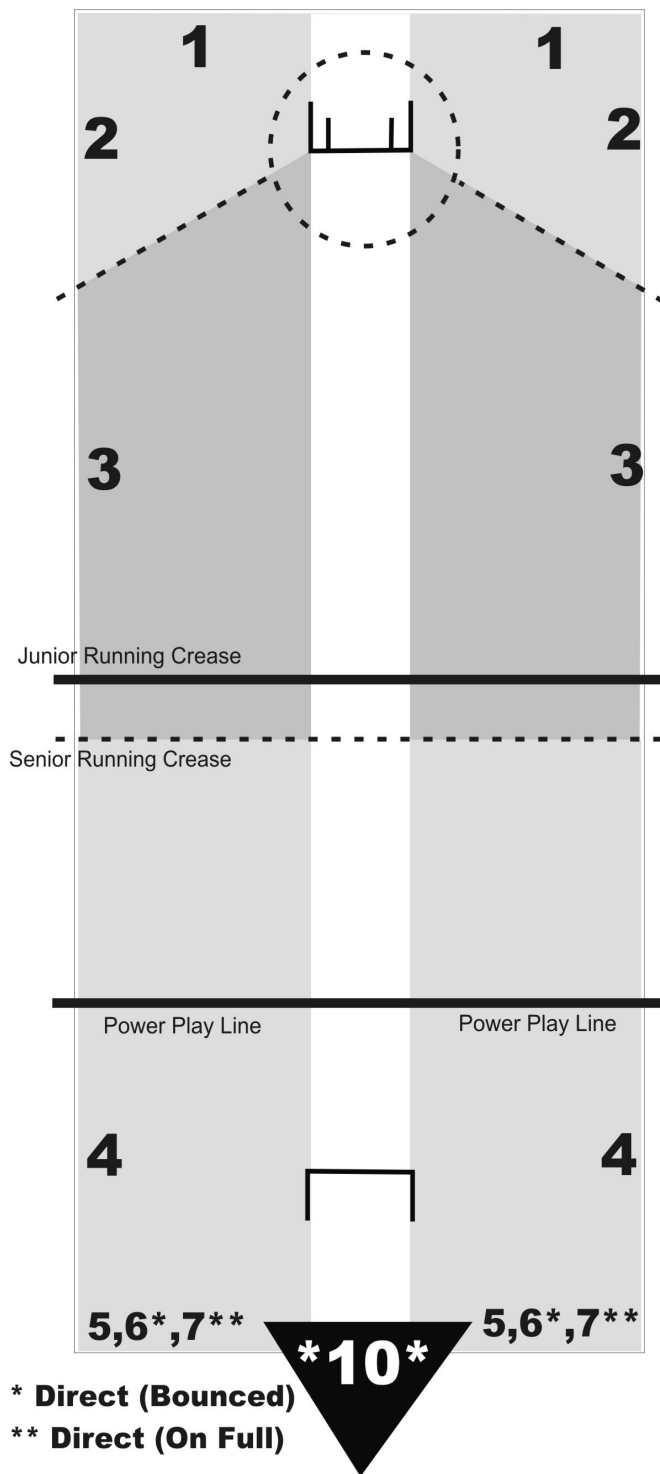 1 1
2 2
3 3
Junior Running Crease
Senior Running Crease
Power Play Line Power Play Line
4 4
5,6*,7** 5,6*,7**
*10*
* Direct (Bounced)
** Direct (On Full)